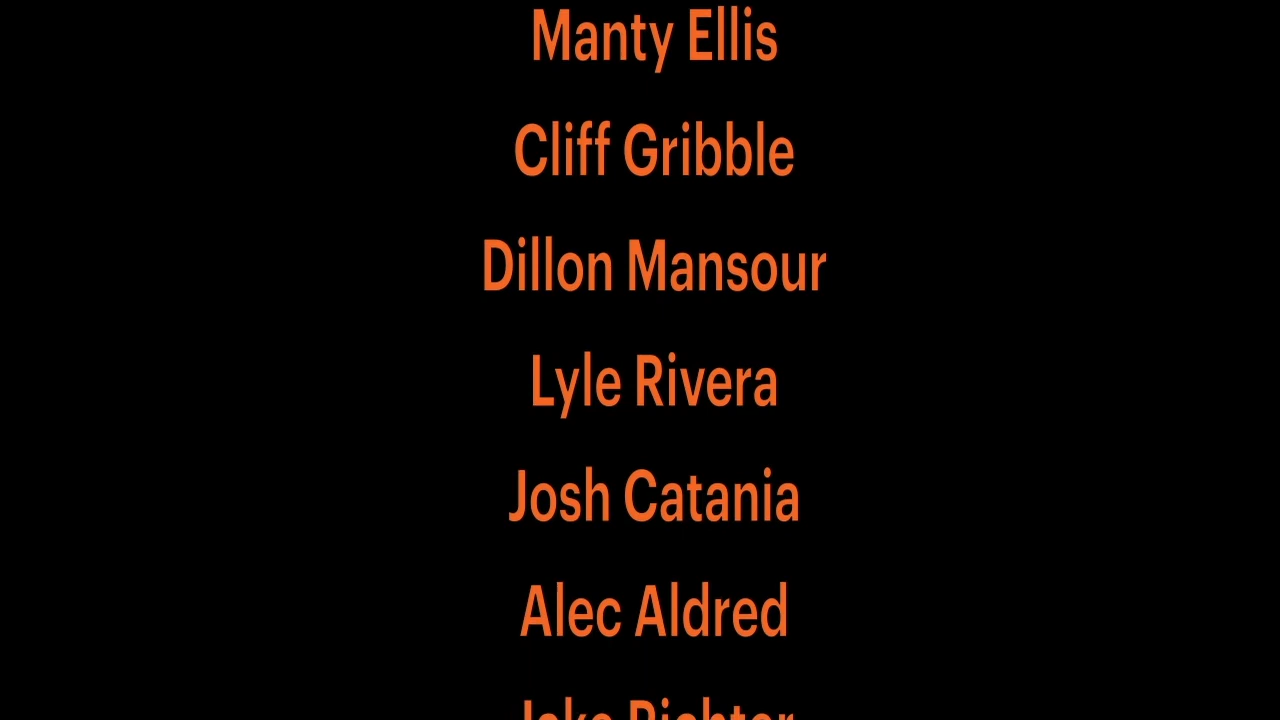 Manty Ellis
Cliff Gribble
Dillon Mansour
Lyle Rivera
Josh Catania
Alec Aldred